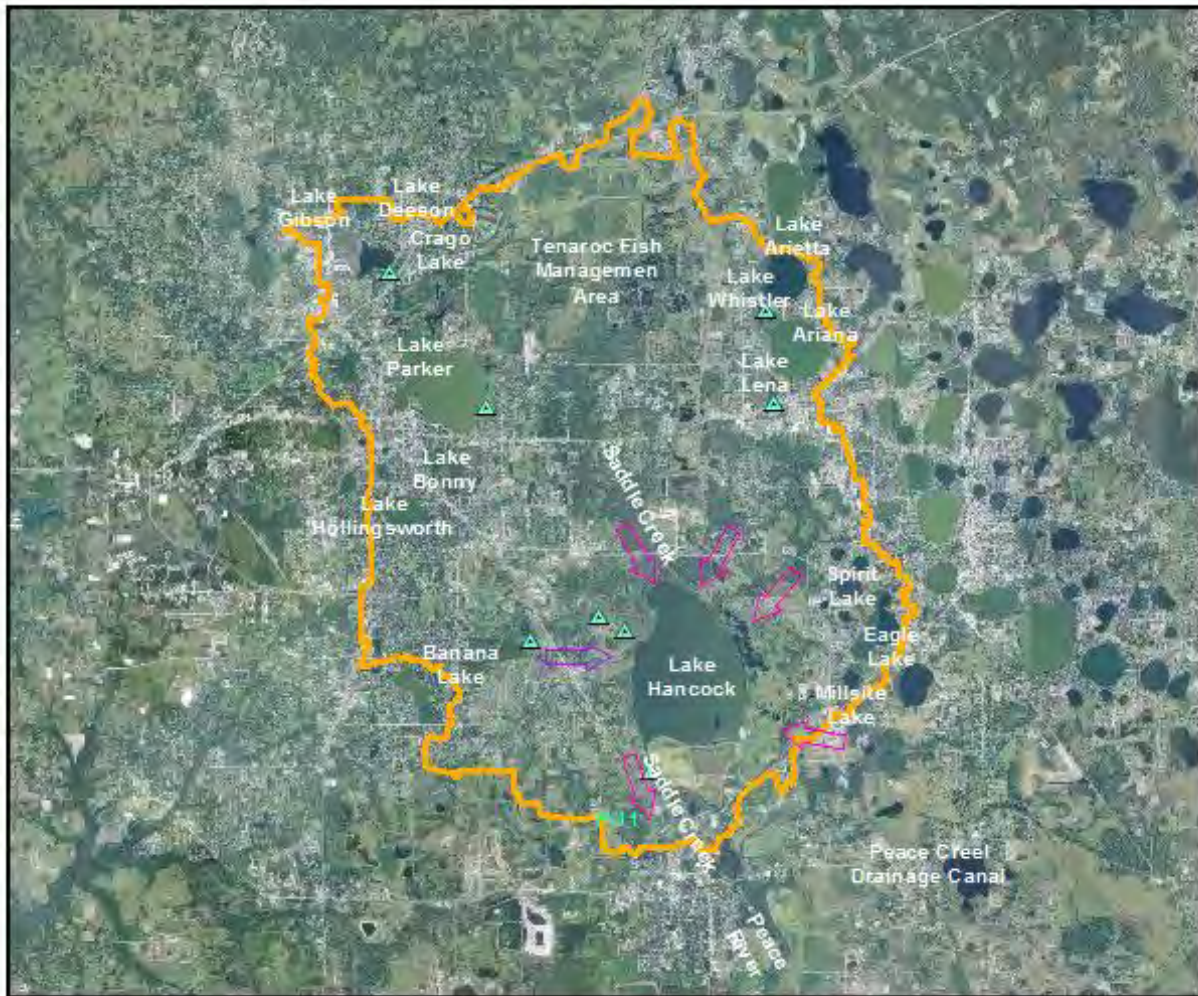 Lake
Gibson
Lake
Deeson
Crago
Lake
Tenaroc Fish
Managemen
Area
Lake
Arietta
Lake
Whistler
Lake
Ariana
Lake
Parker
Lake
Lena
Lake
Bonny
Lake
Hollingsworth
Saddle Creek
Spirit
Lake
Eagle
Lake
Banana
Lake
Lake
Hancock
Millsite
Lake
Saddle Creek
Peace Creel
Drainage Canal
Peace
River